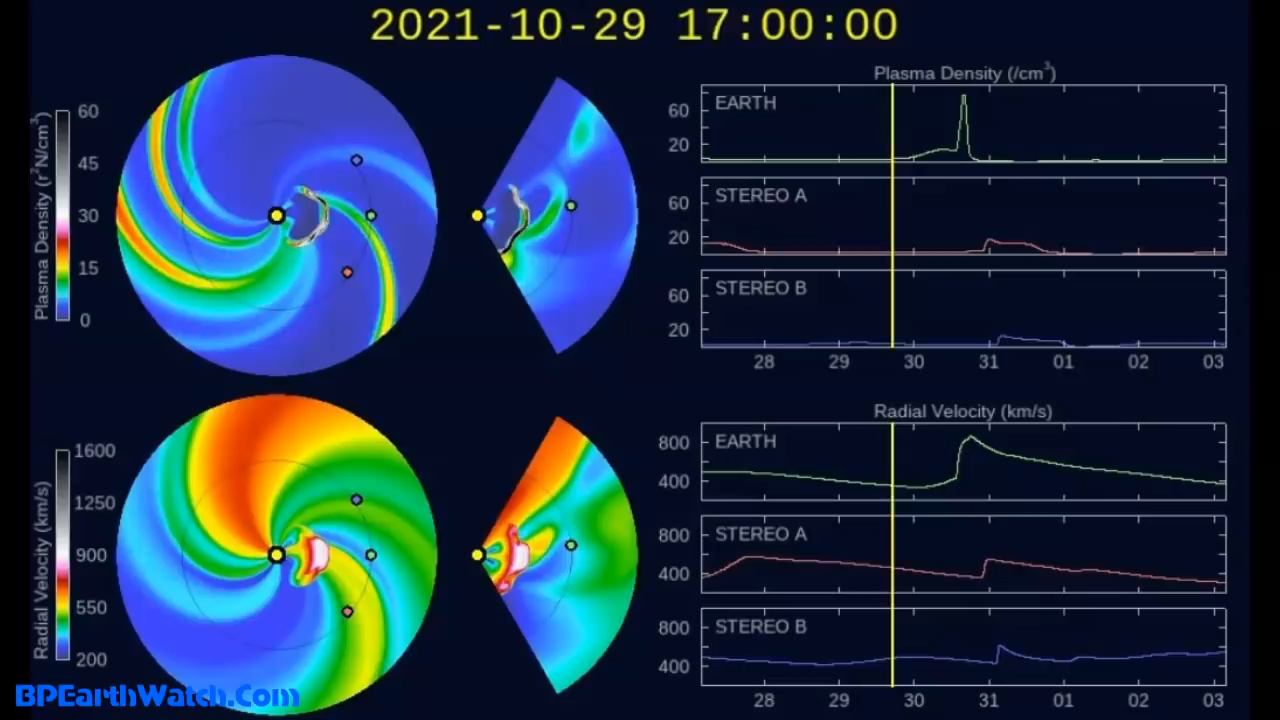 2021-10-29 17:00:00
Plasma Density (r²N/cm³)
60
45
30
15
0
Plasma Density (/cm³)
EARTH
60
20
STEREO A
60
20
STEREO B
60
20
28 29 30 31 01 02 03
Radial Velocity (km/s)
1600
1250
900
550
200
Radial Velocity (km/s)
EARTH
800
400
STEREO A
800
400
STEREO B
800
400
28 29 30 31 01 02 03
BPEarthWatch.Com